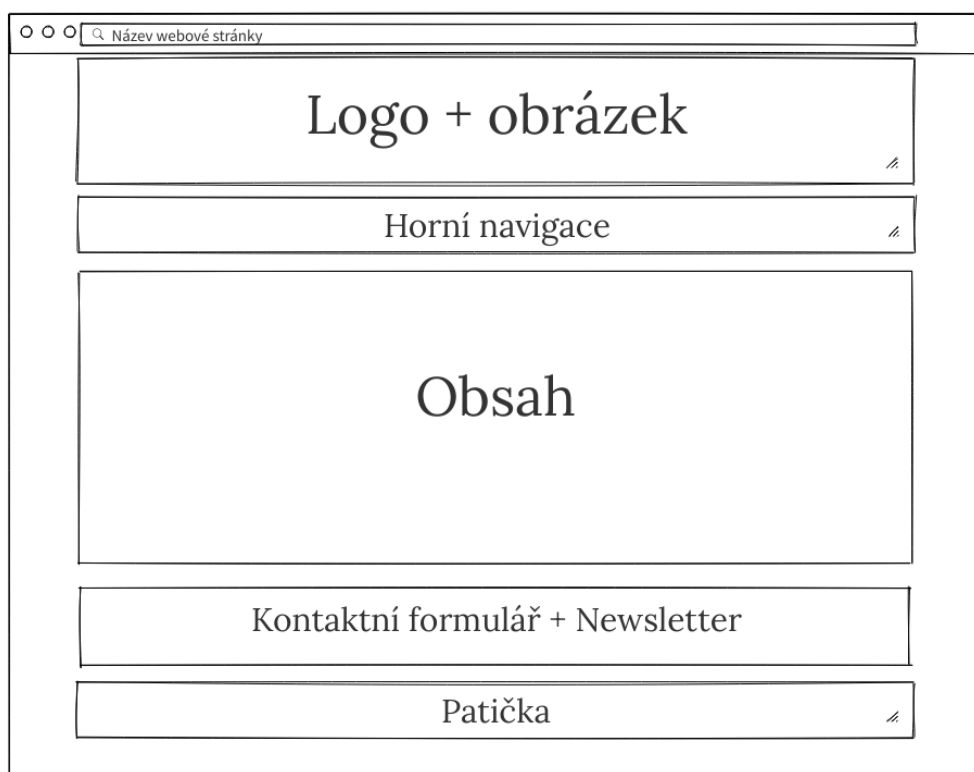 Název webové stránky
Logo + obrázek
Horní navigace
Obsah
Kontaktní formulář + Newsletter
Patička